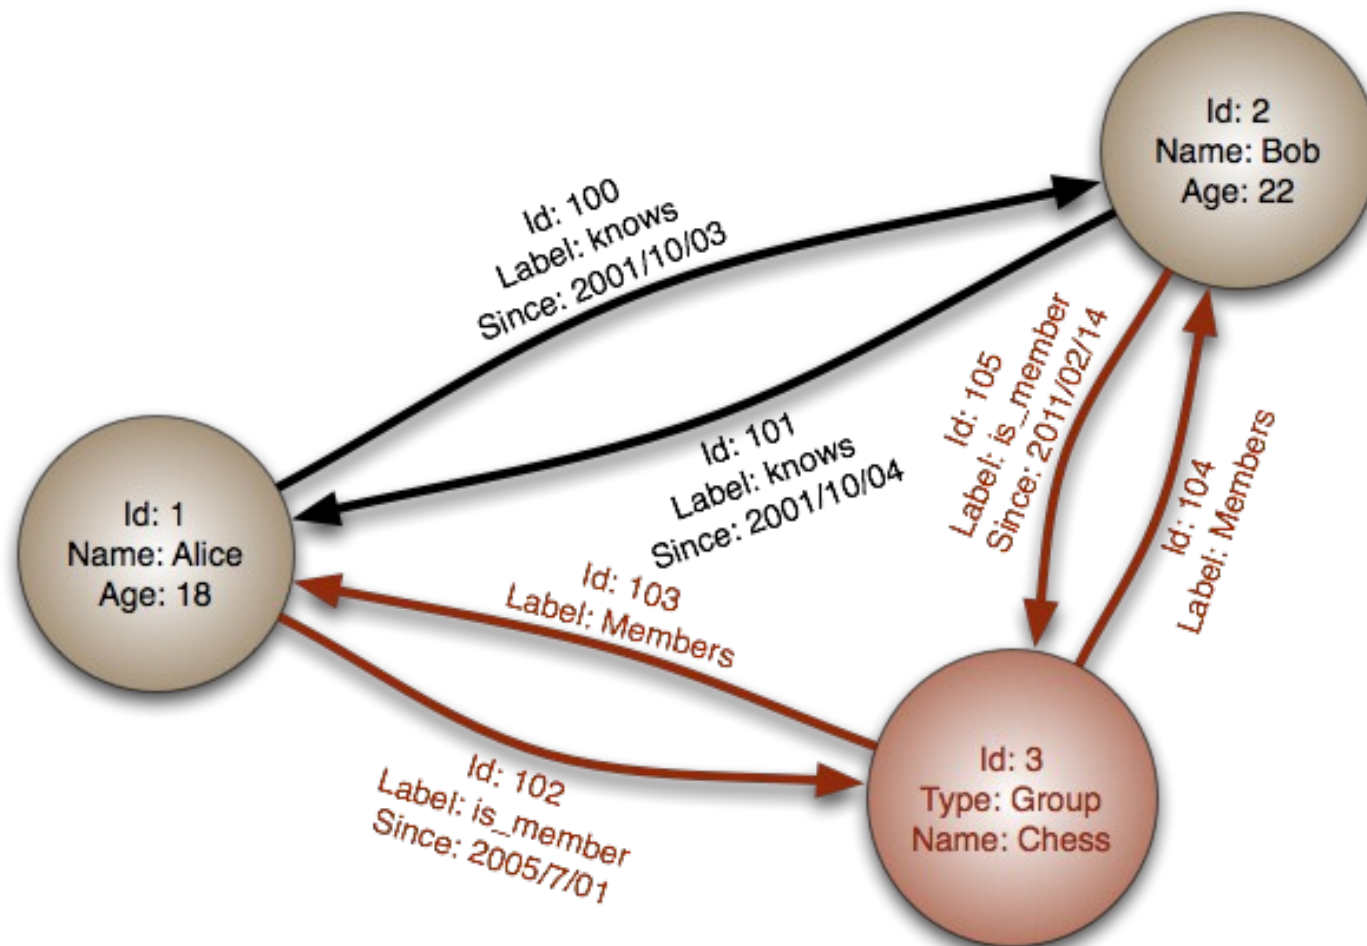 Id: 2
Name: Bob
Age: 22
Id: 100
Label: knows
Since: 2001/10/03
Id: 101
Label: knows
Since: 2001/10/04
Id: 105
Label: is_member
Since: 2011/02/14
Id: 104
Label: Members
Id: 1
Name: Alice
Age: 18
Id: 103
Label: Members
Id: 102
Label: is_member
Since: 2005/7/01
Id: 3
Type: Group
Name: Chess